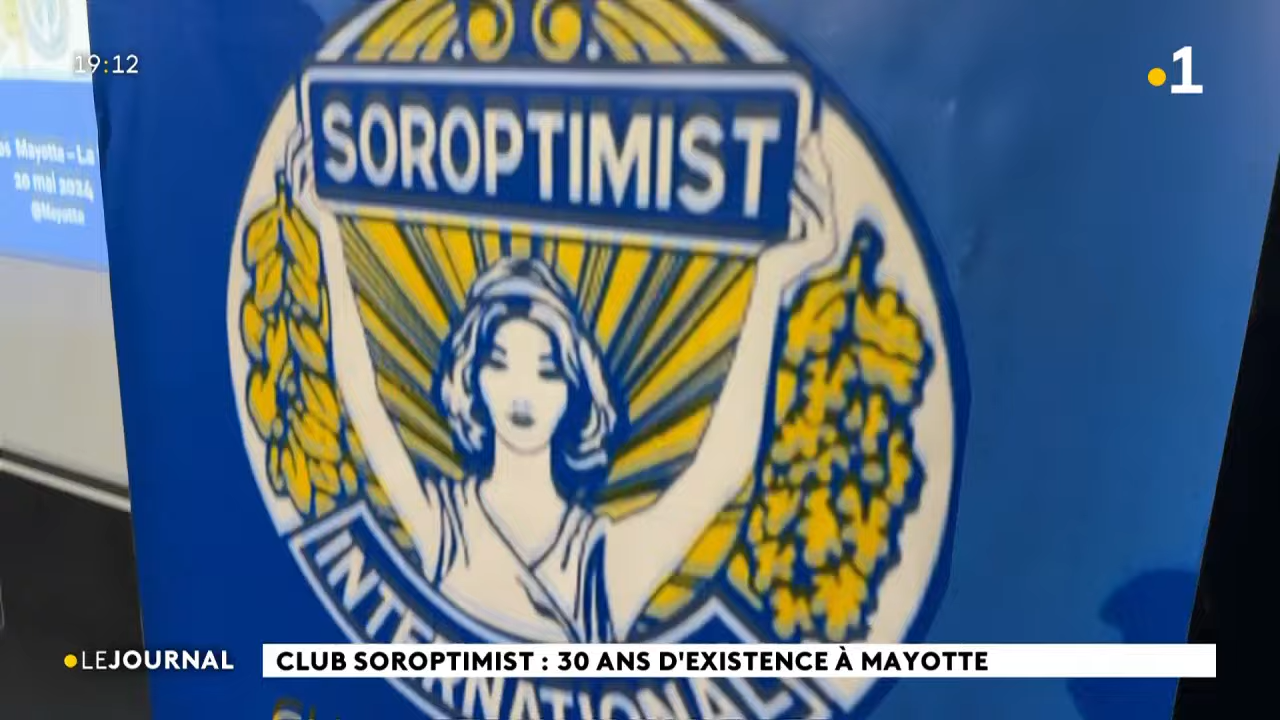 19:12
1
SOROPTIMIST
Mayotte - La
20 mai 2024
@Mayotte
INTERNATIONAL
LEJOURNAL
CLUB SOROPTIMIST : 30 ANS D'EXISTENCE À MAYOTTE